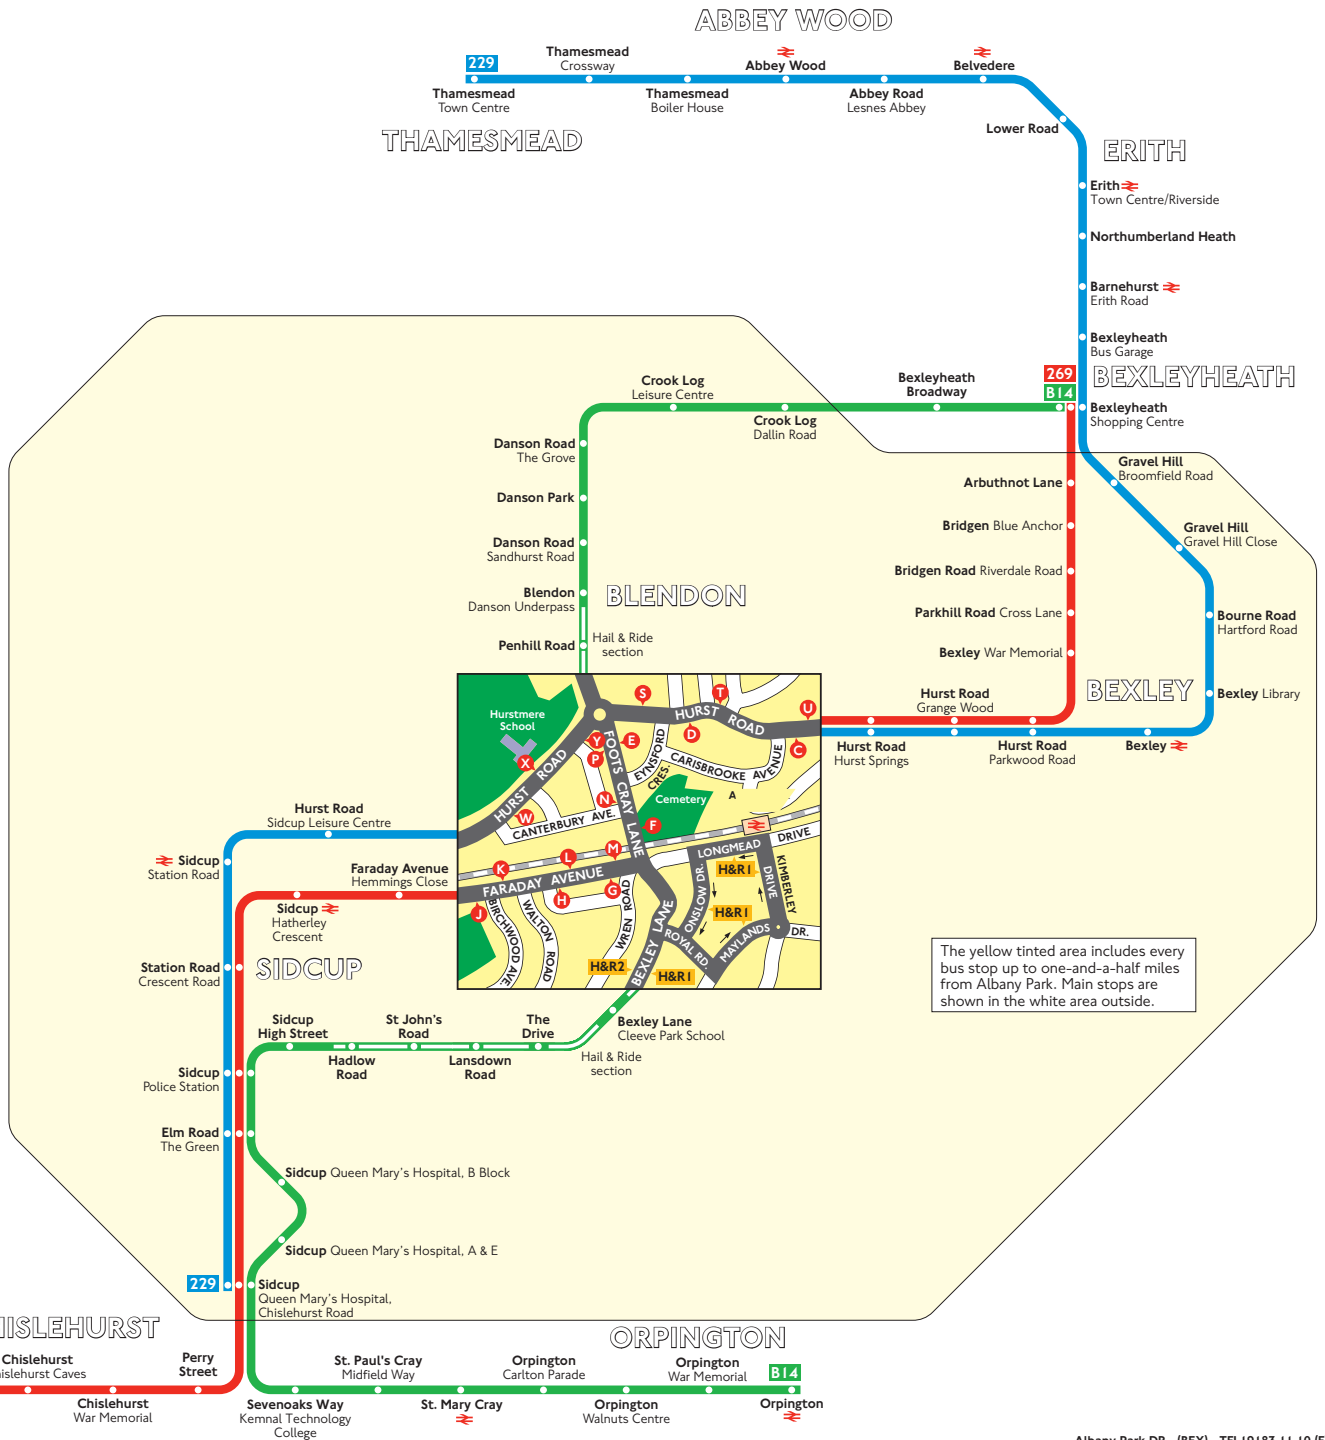 ABBEY WOOD
229
Thamesmead
Crossway
Abbey Wood
Belvedere
Thamesmead
Town Centre
Thamesmead
Boiler House
Abbey Road
Lesnes Abbey
Lower Road
THAMESMEAD
ERITH
Erith
Town Centre/Riverside
Northumberland Heath
Barnehurst
Erith Road
Bexleyheath
Bus Garage
269
BEXLEYHEATH
B14
Bexleyheath
Shopping Centre
Crook Log
Leisure Centre
Bexleyheath
Broadway
Crook Log
Dallin Road
Danson Road
The Grove
Danson Park
Danson Road
Sandhurst Road
Blendon
Danson Underpass
BLENDON
Penhill Road
Hail & Ride
section
Gravel Hill
Broomfield Road
Arbuthnot Lane
Bridgen Blue Anchor
Gravel Hill
Gravel Hill Close
Bridgen Road Riverdale Road
Parkhill Road Cross Lane
Bourne Road
Hartford Road
Bexley War Memorial
BEXLEY
Bexley Library
Hurst Road
Grange Wood
Hurst Road
Hurst Springs
Hurst Road
Parkwood Road
Bexley
Hurstmere
School
S
T
U
HURST ROAD
D
C
Y
E
P
X
HURST ROAD
FOOTS CRAY LANE
EYNSFORD
CRES.
CARISBROOKE AVENUE
Cemetery
A
N
W
CANTERBURY AVE.
F
M
L
K
LONGMEAD
DRIVE
KIMBERLEY
DRIVE
H&R1
FARADAY AVENUE
H
G
J
BIRCHWOOD AVE.
WALTON ROAD
WREN ROAD
BEXLEY LANE
ONSLOW DR.
H&R1
ROYAL RD.
MAYLANDS
DR.
H&R2
H&R1
Hurst Road
Sidcup Leisure Centre
Sidcup
Station Road
Faraday Avenue
Hemmings Close
Sidcup
Hatherley
Crescent
Station Road
Crescent Road
SIDCUP
The yellow tinted area includes every
bus stop up to one-and-a-half miles
from Albany Park. Main stops are
shown in the white area outside.
Sidcup
High Street
St John's
Road
The
Drive
Bexley Lane
Cleeve Park School
Hadlow
Road
Lansdown
Road
Hail & Ride
section
Sidcup
Police Station
Elm Road
The Green
Sidcup Queen Mary's Hospital, B Block
Sidcup Queen Mary's Hospital, A & E
229
Sidcup
Queen Mary's Hospital,
Chislehurst Road
HISLEHURST
ORPINGTON
Chislehurst
islehurst Caves
Perry
Street
St. Paul's Cray
Midfield Way
Orpington
Carlton Parade
Orpington
War Memorial
B14
Chislehurst
War Memorial
Sevenoaks Way
Kemnal Technology
College
St. Mary Cray
Orpington
Walnuts Centre
Orpington